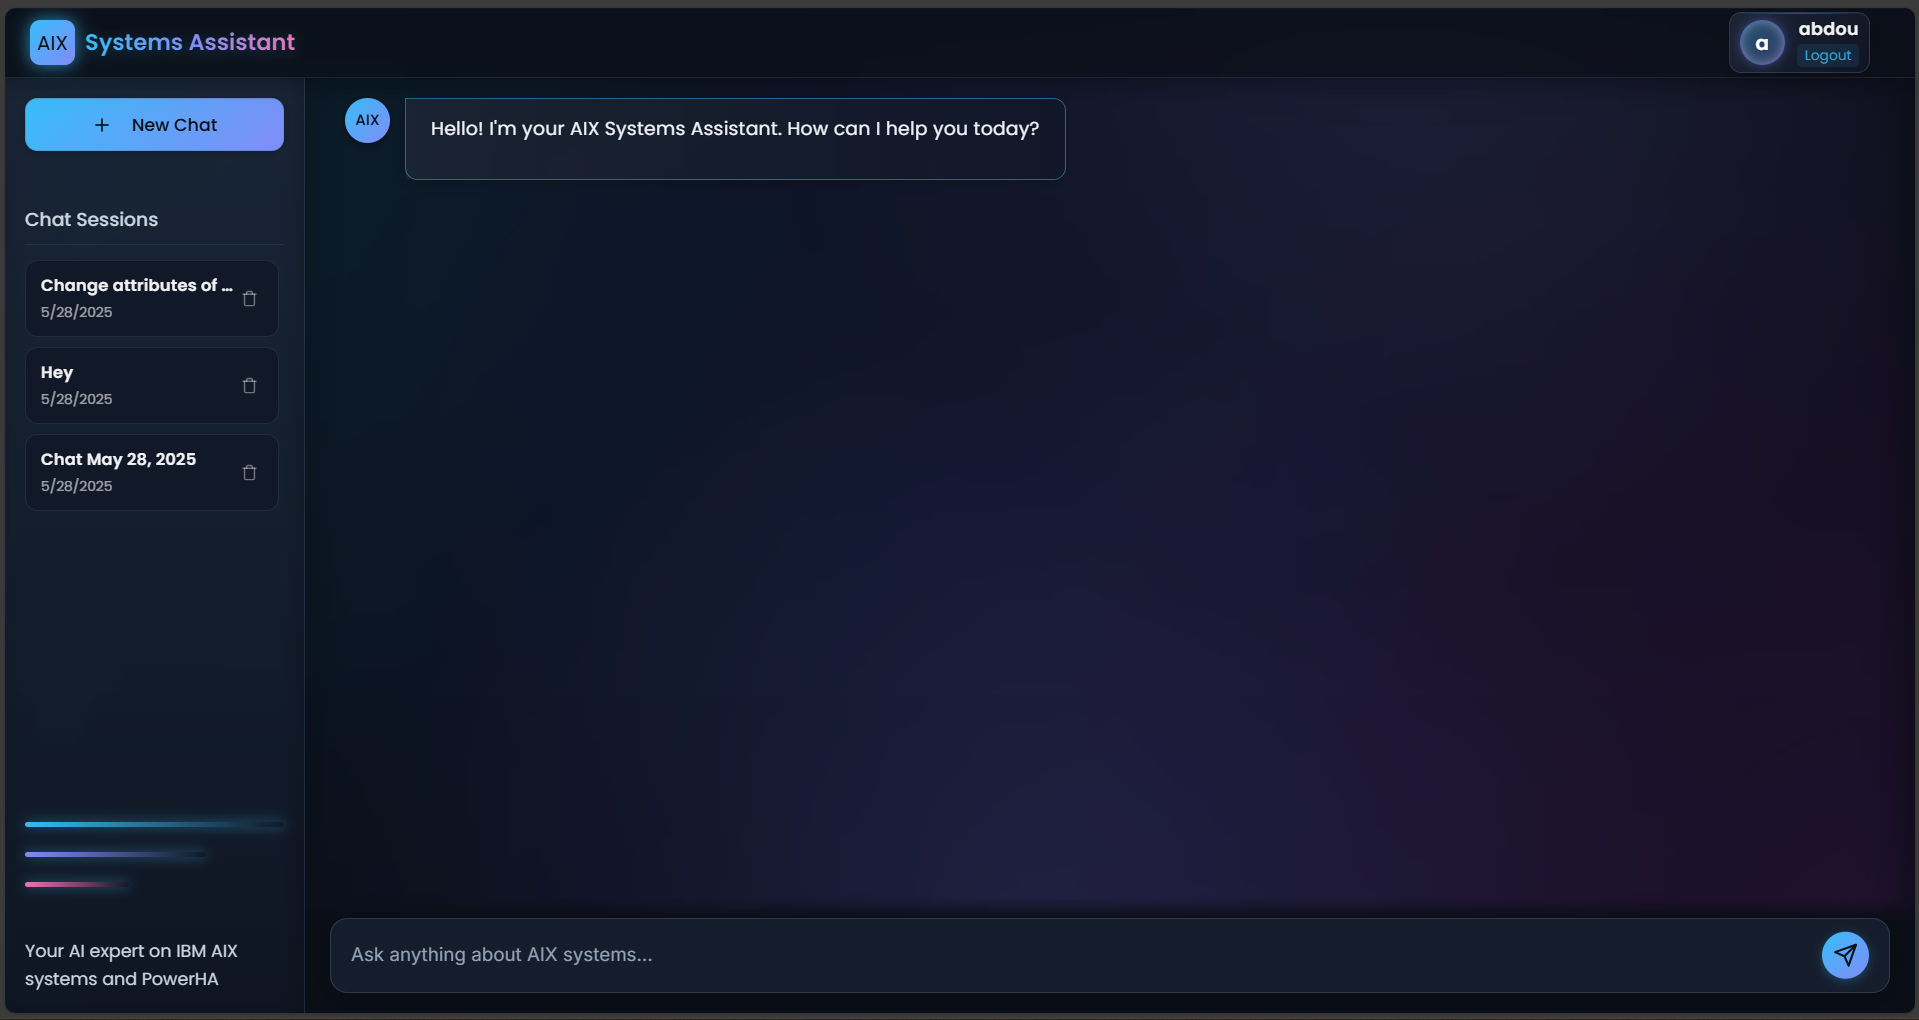 AIX Systems Assistant
a
abdou
Logout
+ New Chat
Chat Sessions
Change attributes of ...
5/28/2025
Hey
5/28/2025
Chat May 28, 2025
5/28/2025
Your AI expert on IBM AIX
systems and PowerHA
AIX
Hello! I'm your AIX Systems Assistant. How can I help you today?
Ask anything about AIX systems...